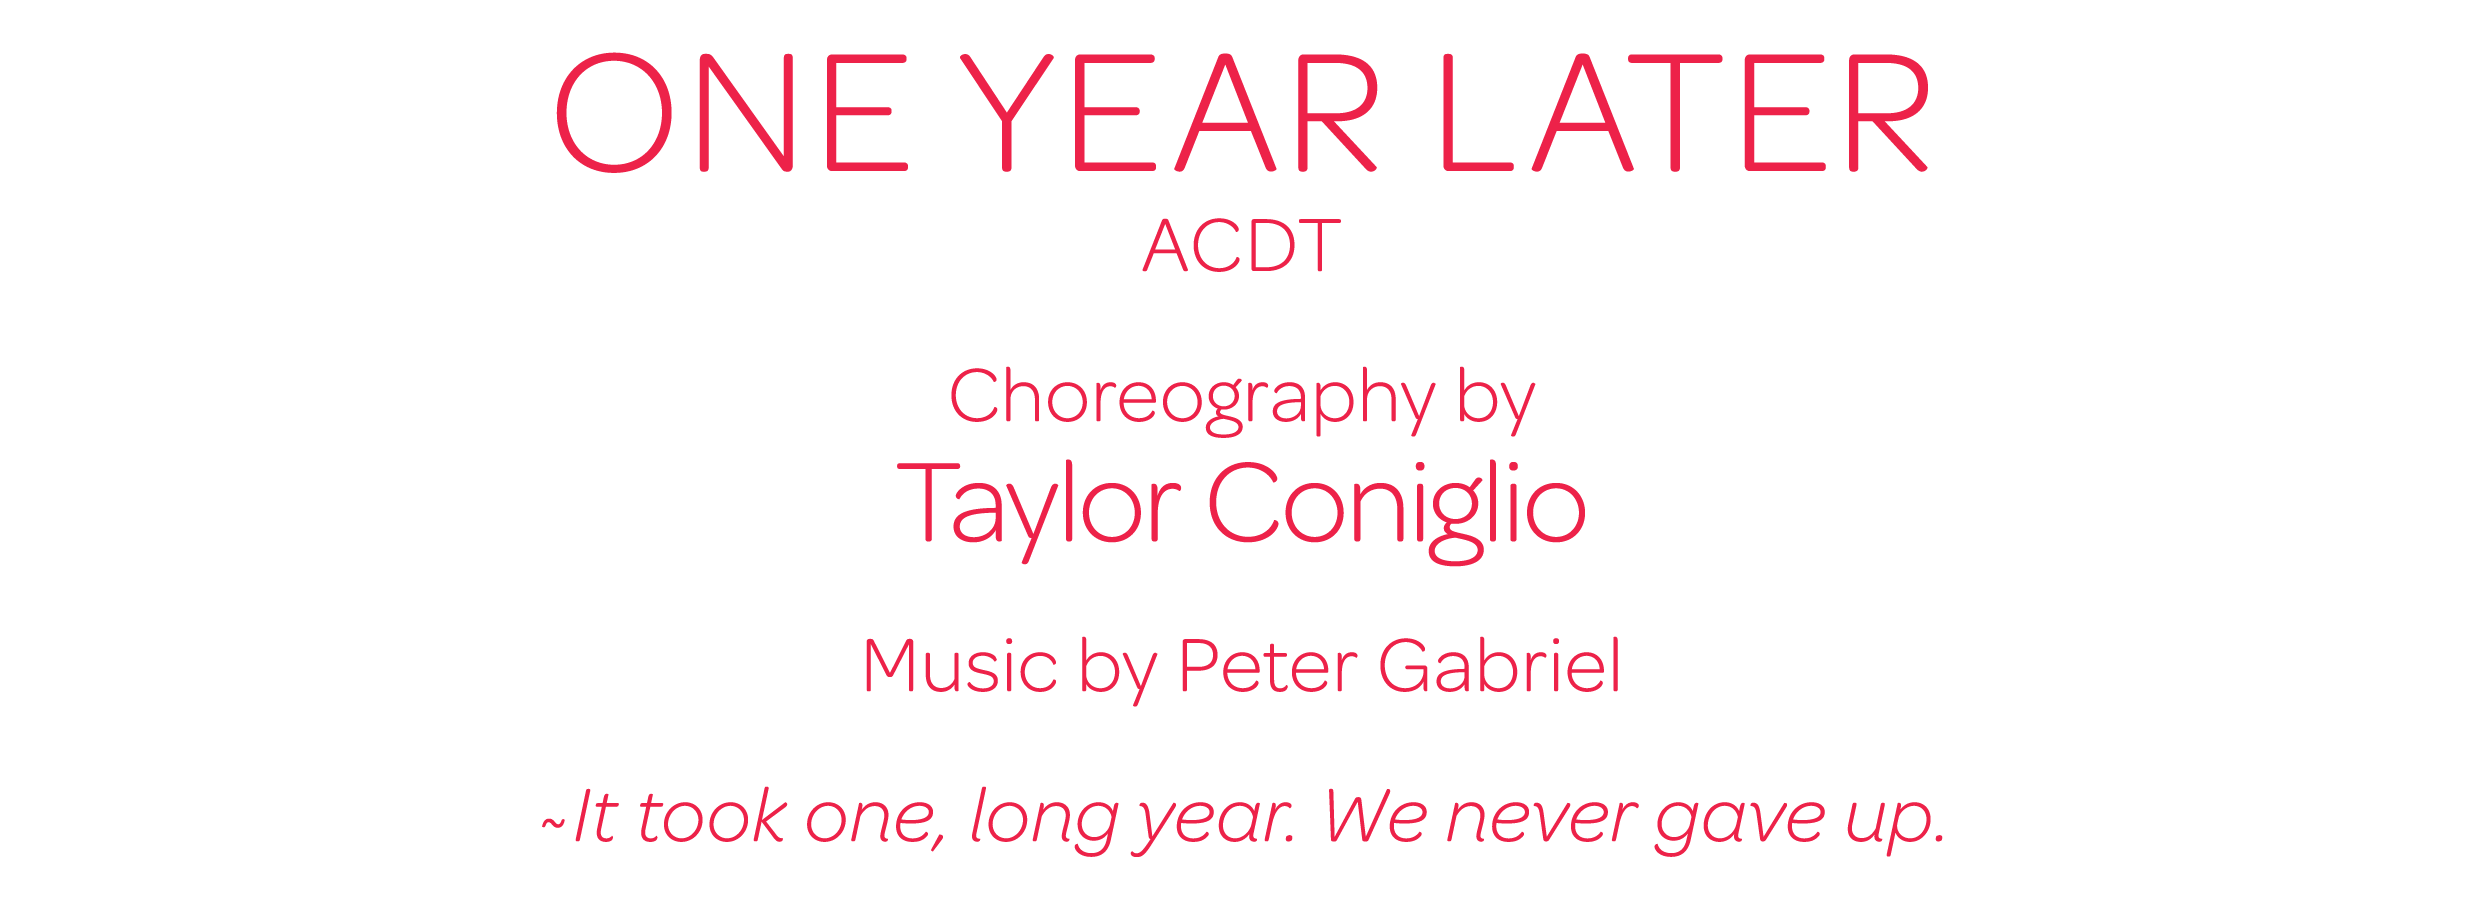 ONE YEAR LATER
ACDT
Choreography by
Taylor Coniglio
Music by Peter Gabriel
~It took one, long year. We never gave up.